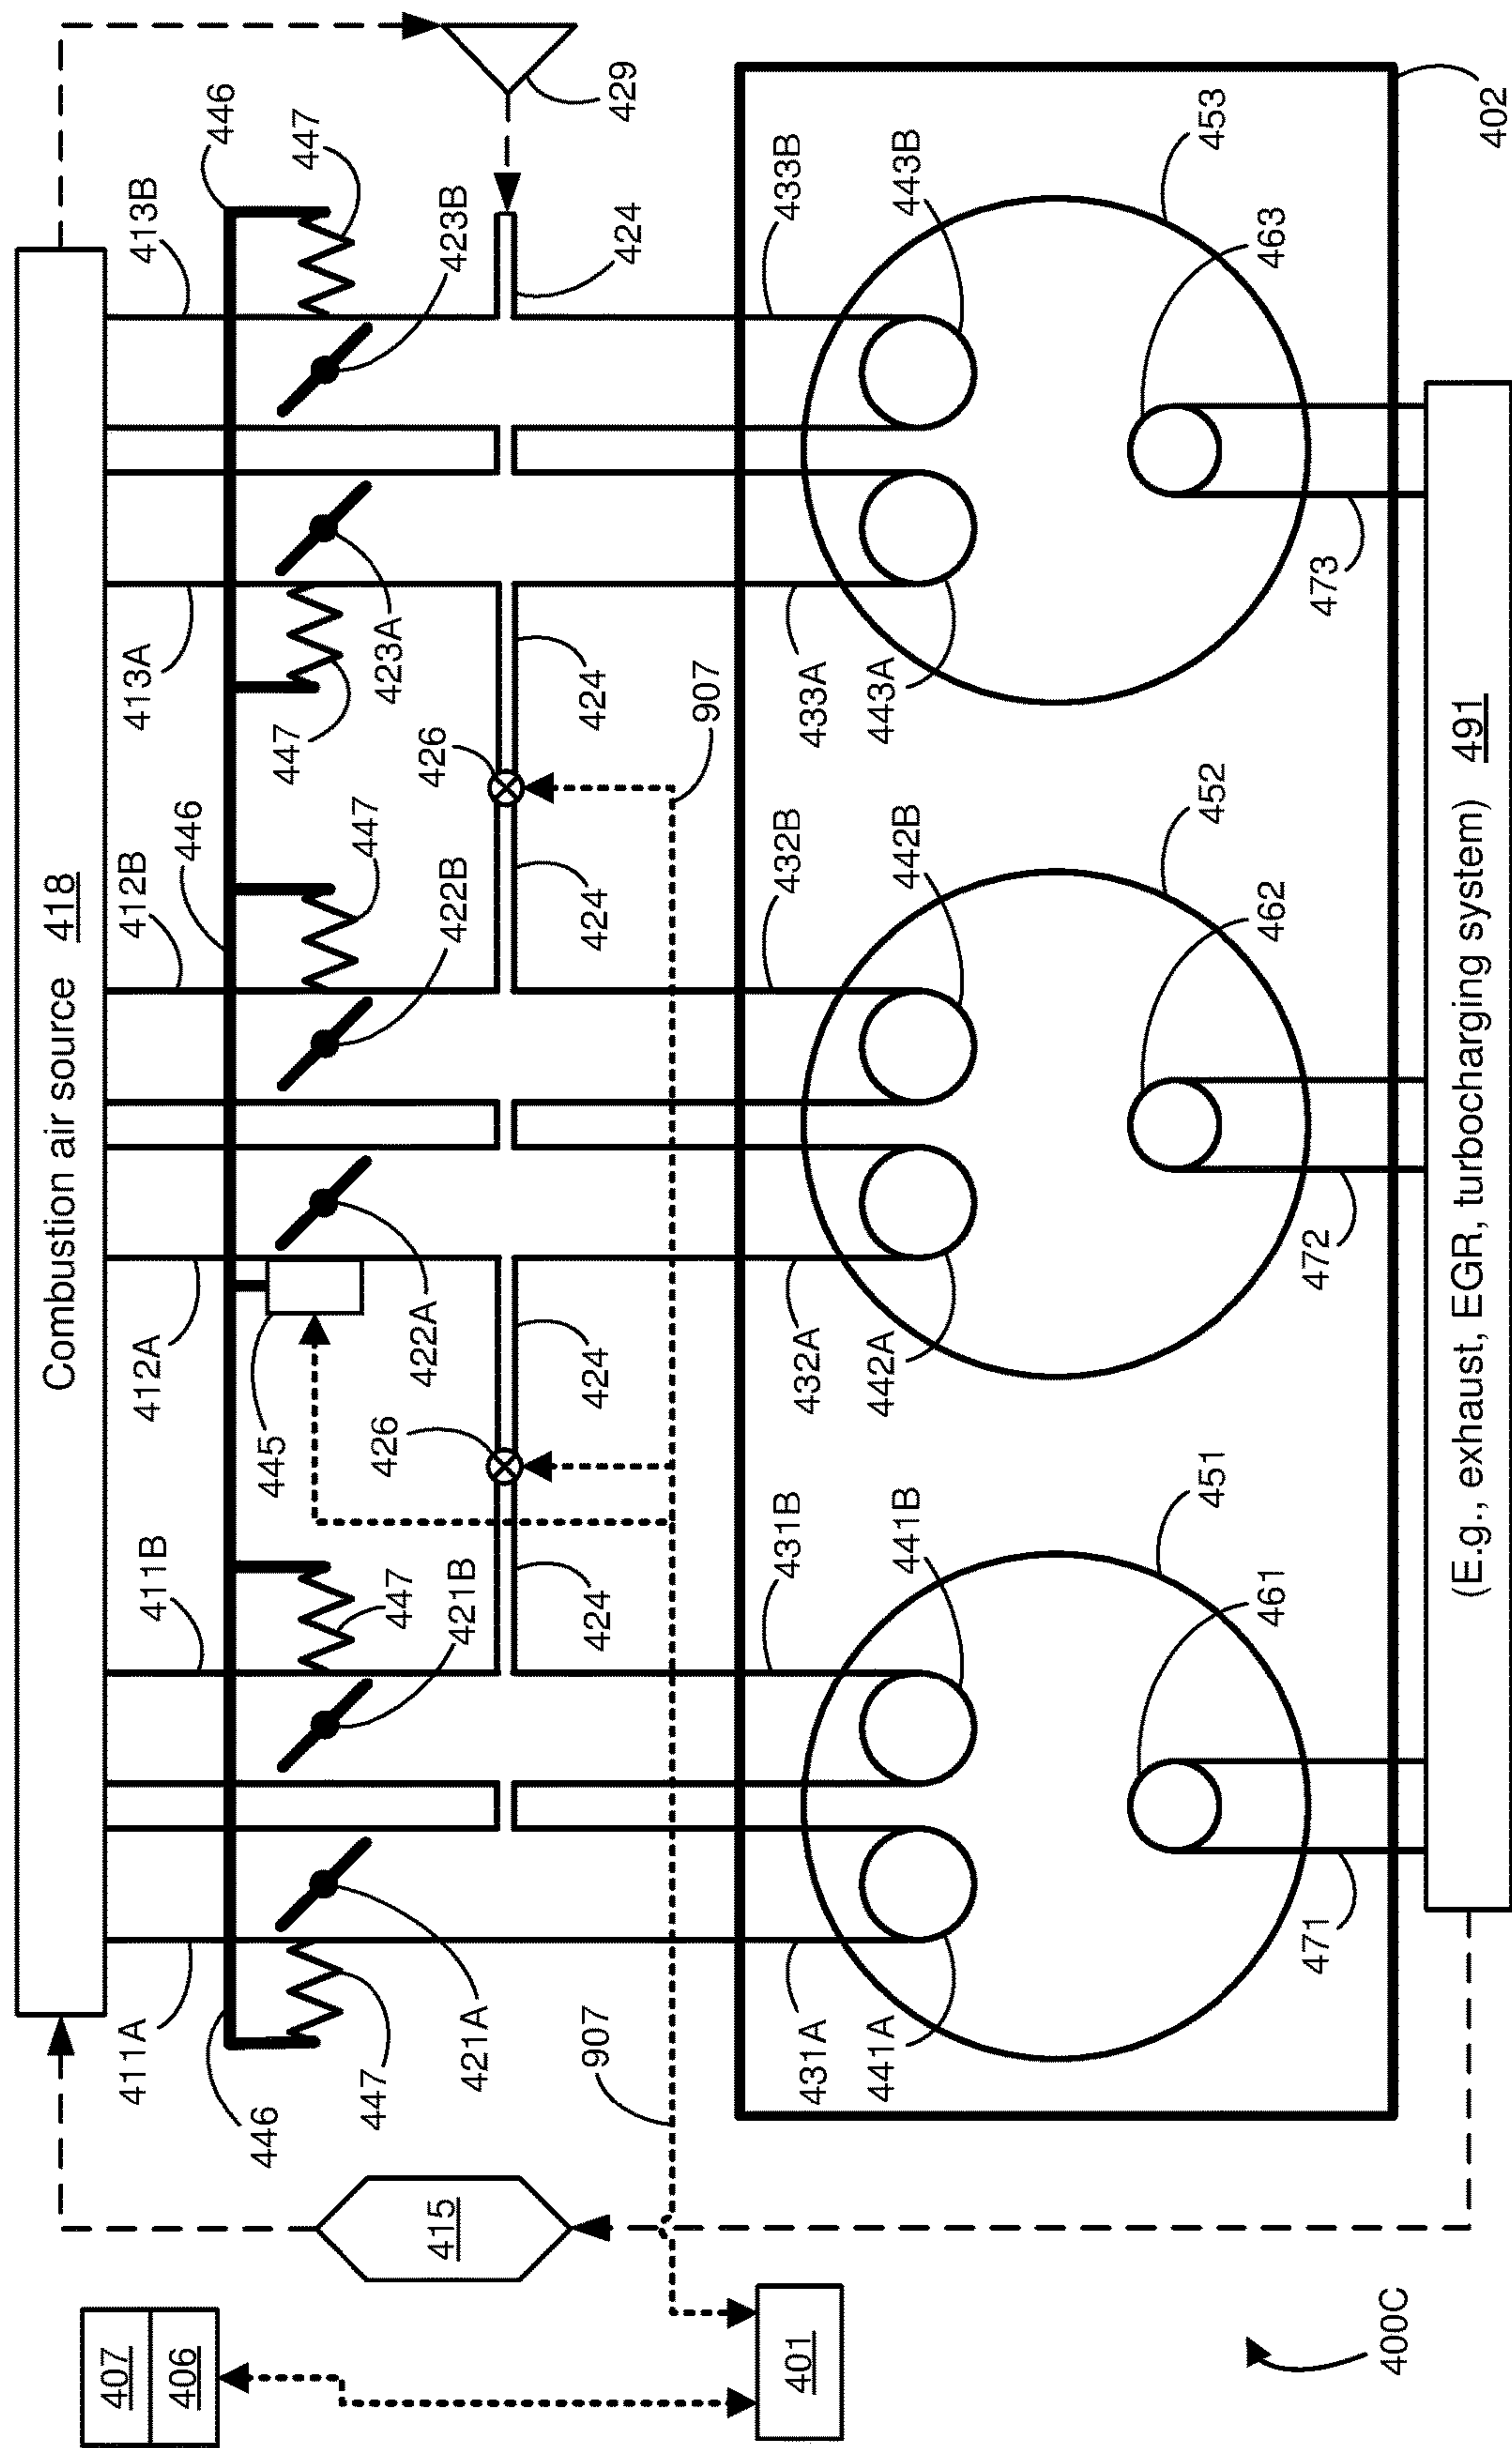 Combustion air source 418
407
406
415
401
400C
411A
411B
412A
412B
413A
413B
446
446
446
447
447
447
447
447
445
421A
421B
422A
422B
423A
423B
426
426
424
424
424
424
424
429
907
907
431A
431B
432A
432B
433A
433B
441A
441B
442A
442B
443A
443B
451
452
453
461
462
463
471
472
473
402
(E.g., exhaust, EGR, turbocharging system) 491